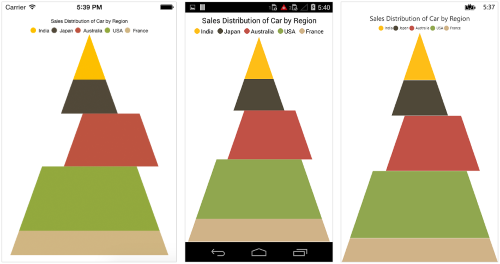 Carrier 5:39 PM
Sales Distribution of Car by Region
India Japan Australia USA France
5:40
Sales Distribution of Car by Region
India Japan Australia USA France
5:37
Sales Distribution of Car by Region
India Japan Australia USA France